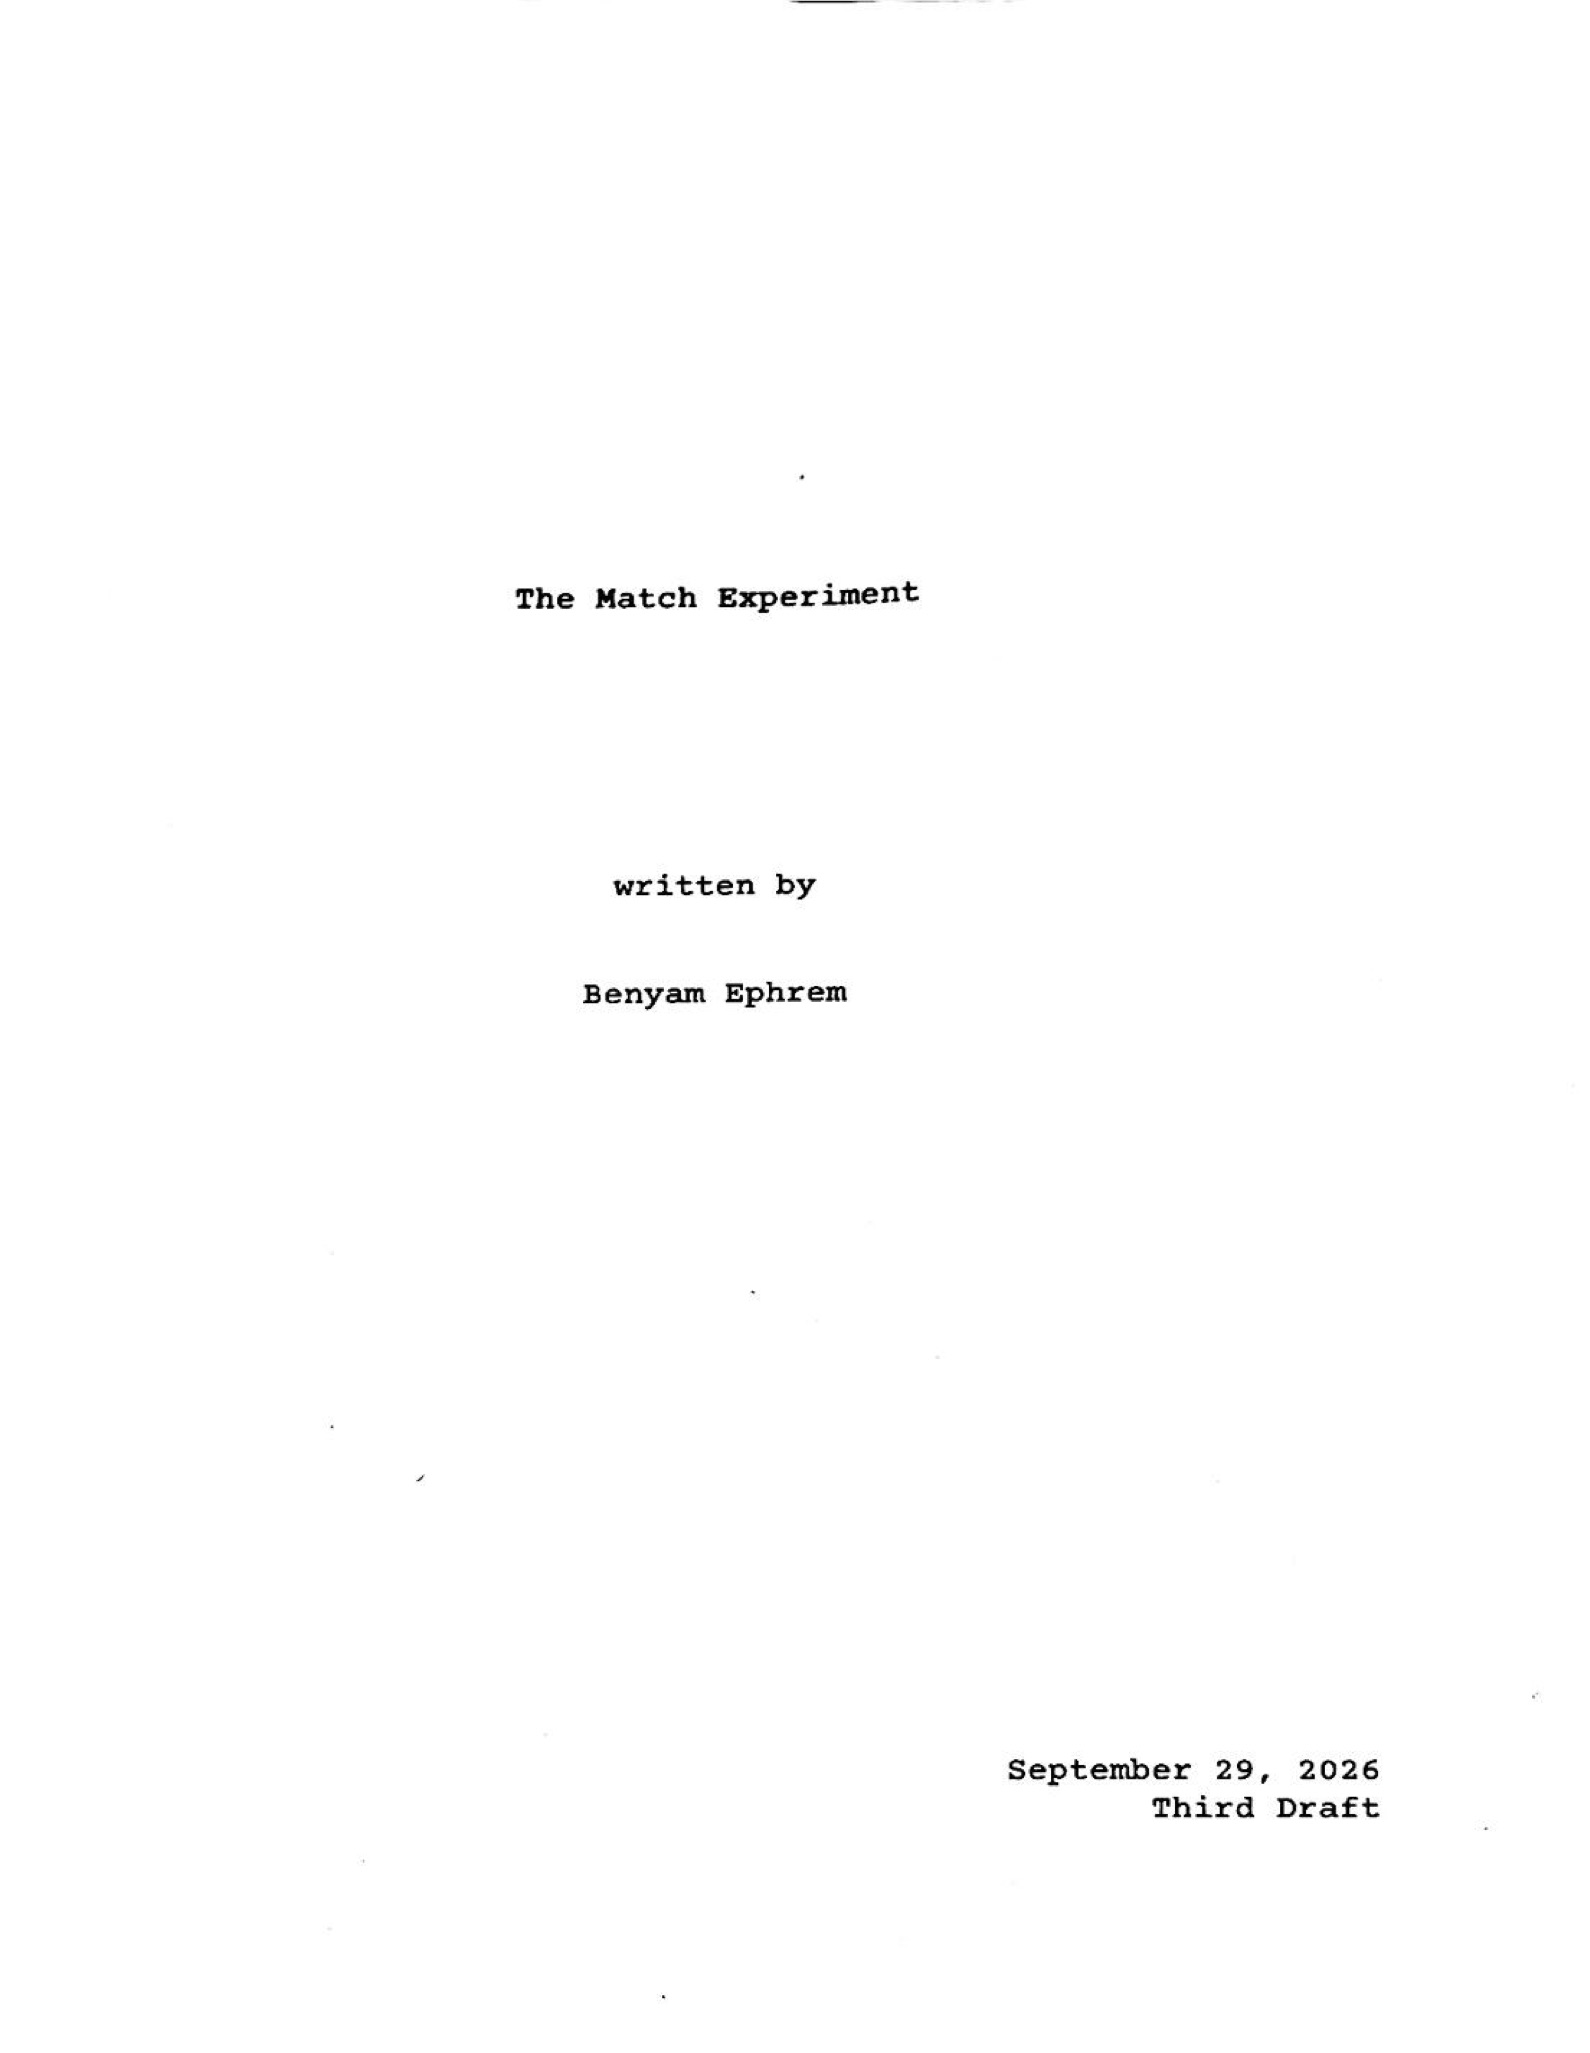 The Match Experiment
written by
Benyam Ephrem
September 29, 2026
Third Draft